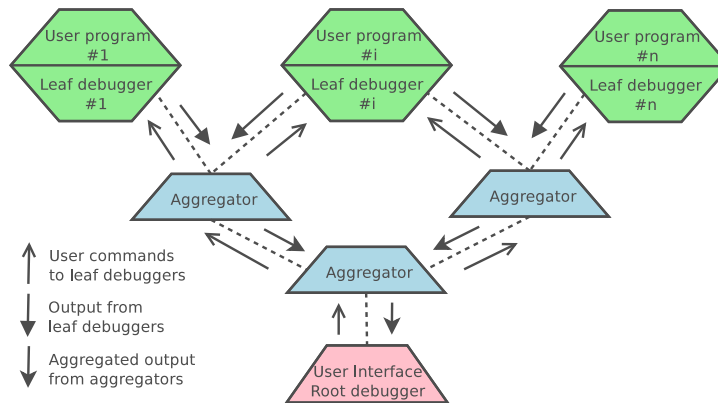 User program
#1
Leaf debugger
#1
User program
#i
Leaf debugger
#i
User program
#n
Leaf debugger
#n
Aggregator
Aggregator
Aggregator
User Interface
Root debugger
User commands
to leaf debuggers
Output from
leaf debuggers
Aggregated output
from aggregators